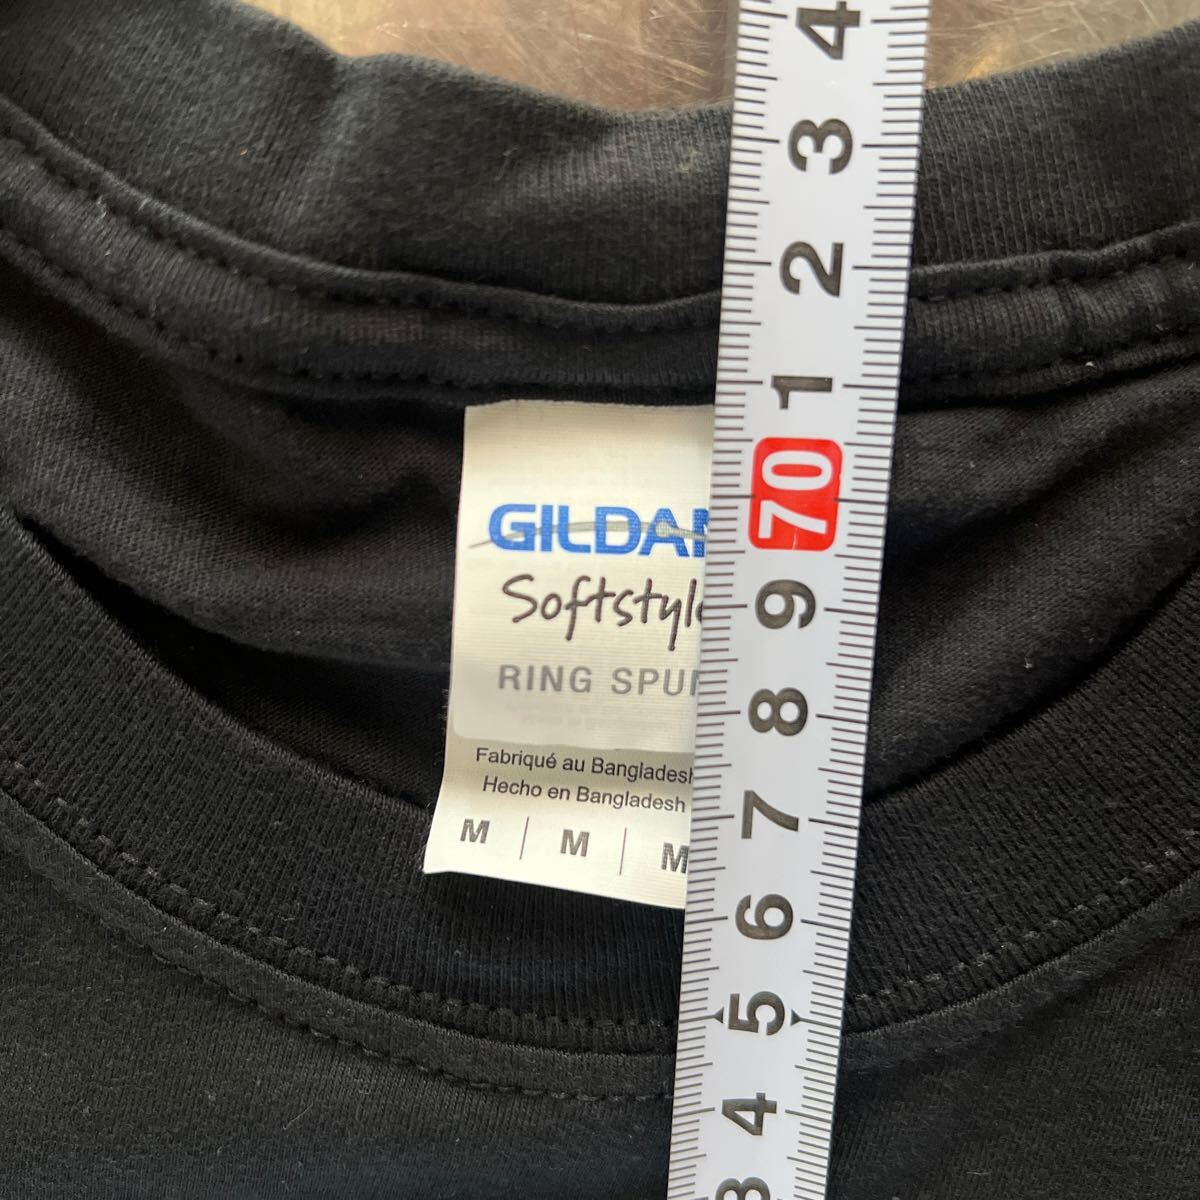 4
3
2
1
70
9
8
7
6
5
4
3
GILDAN
Softstyle
RING SPUN
Fabriqué au Bangladesh
Hecho en Bangladesh
M | M | M